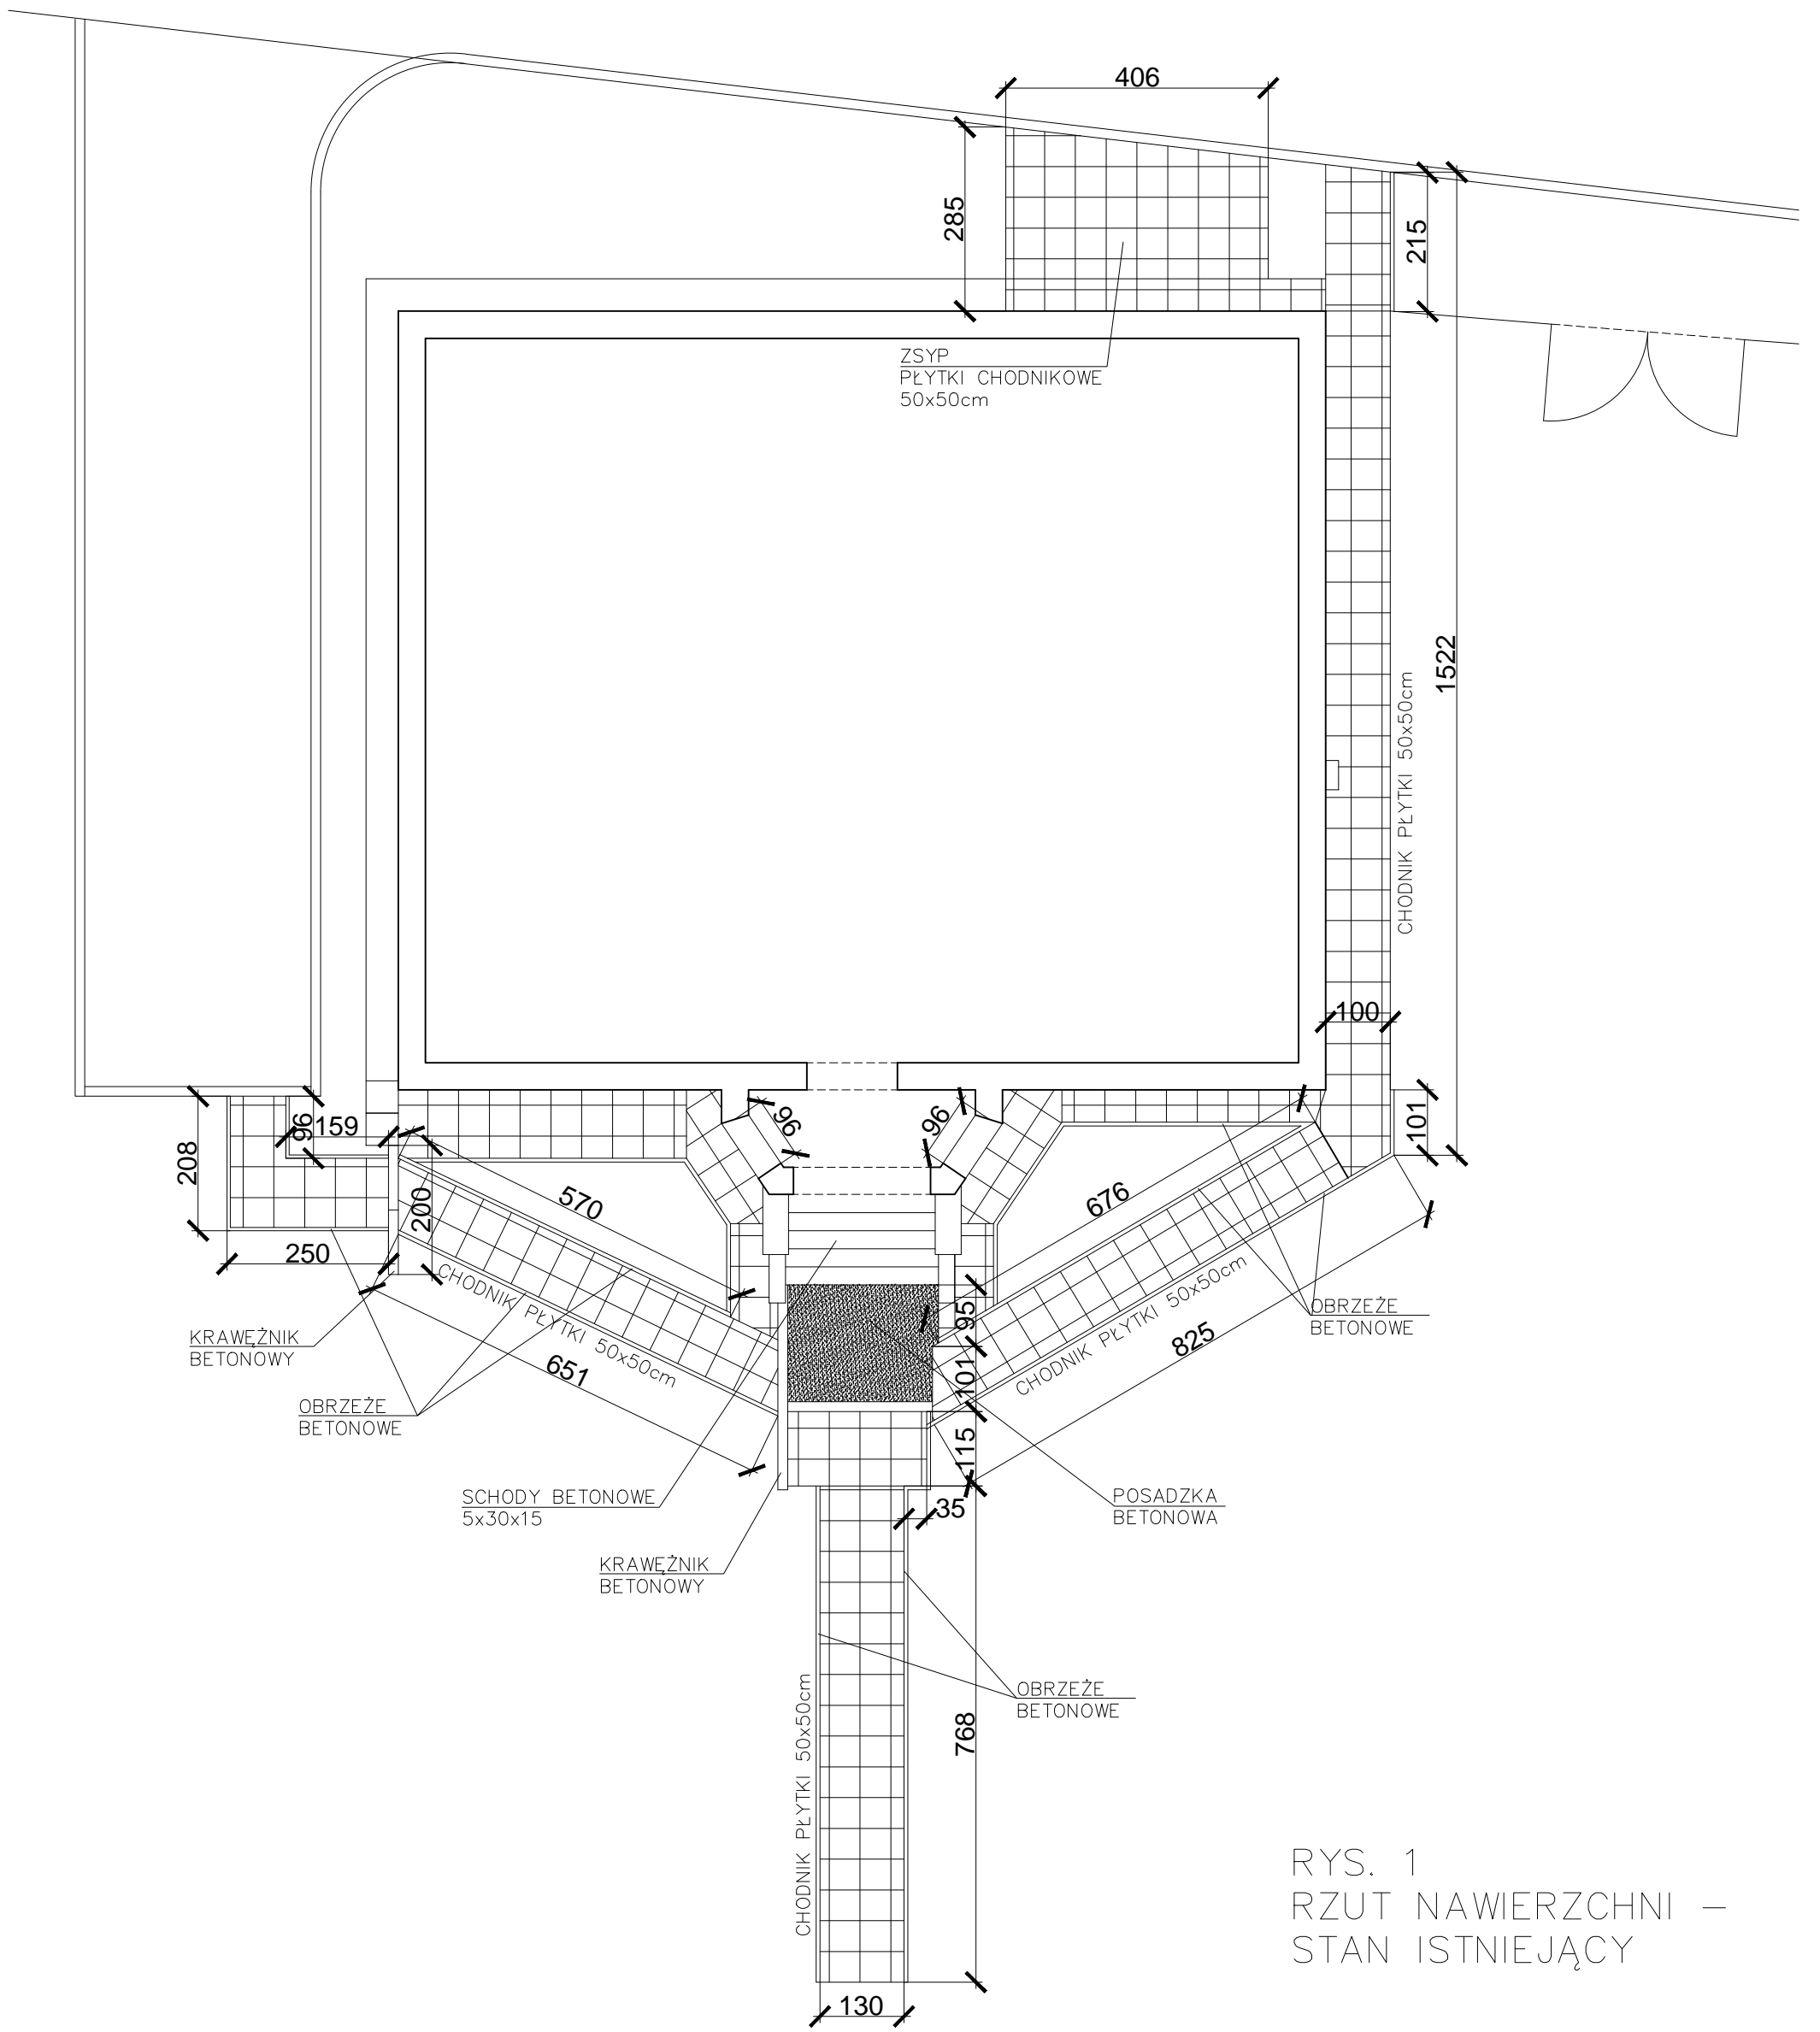 406
285
215
ZSYP
PŁYTKI CHODNIKOWE
50x50cm
1522
CHODNIK PŁYTKI 50x50cm
100
101
96
159
208
96
96
200
570
676
250
CHODNIK PŁYTKI 50x50cm
KRAWĘŻNIK
BETONOWY
651
95
CHODNIK PŁYTKI 50x50cm
825
OBRZEŻE
BETONOWE
101
OBRZEŻE
BETONOWE
115
SCHODY BETONOWE
5x30x15
35
POSADZKA
BETONOWA
KRAWĘŻNIK
BETONOWY
OBRZEŻE
BETONOWE
CHODNIK PŁYTKI 50x50cm
768
130
RYS. 1
RZUT NAWIERZCHNI –
STAN ISTNIEJĄCY